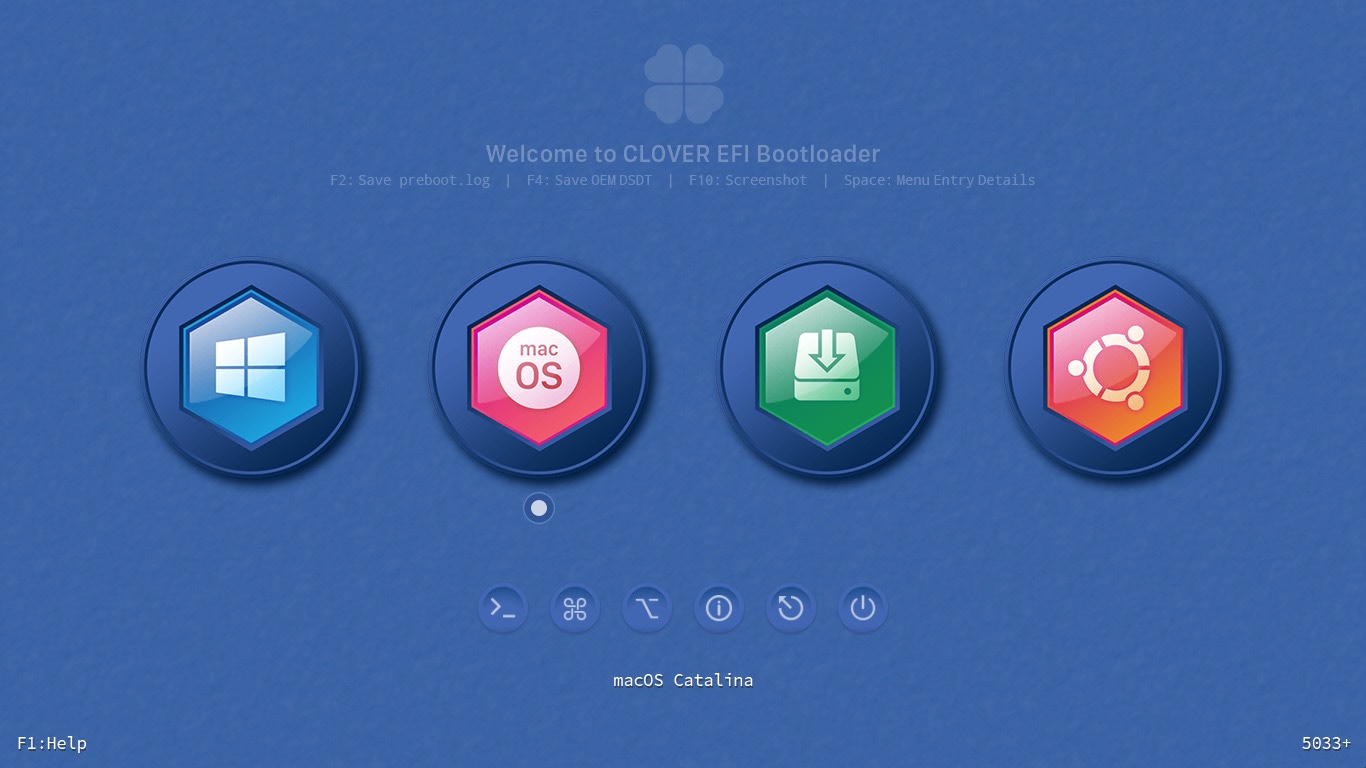 Welcome to CLOVER EFI Bootloader
F2: Save preboot.log | F4: Save OEM DSDT | F10: Screenshot | Space: Menu Entry Details
mac
OS
macOS Catalina
F1:Help
5033+